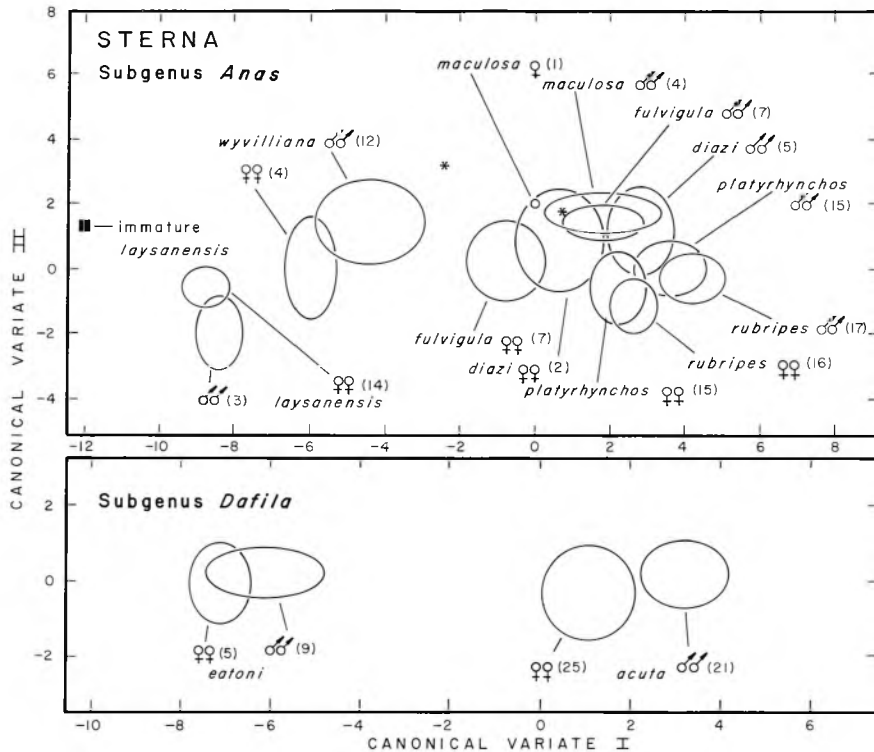 STERNA
Subgenus Anas
maculosa ♀ (1)
maculosa ♂♂ (4)
fulvigula ♂♂ (7)
diazi ♂♂ (5)
platyrhynchos
♂♂ (15)
wyvilliana ♂♂ (12)
♀♀ (4)
*
*
immature
laysanensis
♂♂ (3)
♀♀ (14)
laysanensis
fulvigula ♀♀ (7)
diazi ♀♀ (2)
platyrhynchos ♀♀ (15)
rubripes ♀♀ (16)
rubripes ♂♂ (17)
8
6
4
2
0
-2
-4
-12 -10 -8 -6 -4 -2 0 2 4 6 8
CANONICAL VARIATE II
Subgenus Dafila
2
0
-2
♀♀ (5)
♂♂ (9)
eatoni
♀♀ (25)
acuta ♂♂ (21)
-10 -8 -6 -4 -2 0 2 4 6
CANONICAL VARIATE I